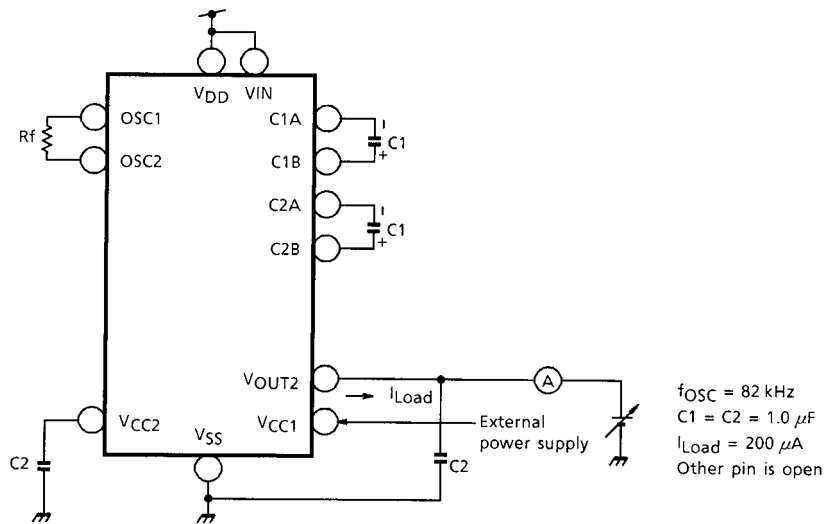 VDD VIN
OSC1
OSC2
Rf
C1A
C1B
C1
+
C2A
C2B
C1
+
VOUT2
ILoad
A
VCC2
VSS
VCC1
External
power supply
C2
C2
fOSC = 82 kHz
C1 = C2 = 1.0 μF
ILoad = 200 μA
Other pin is open